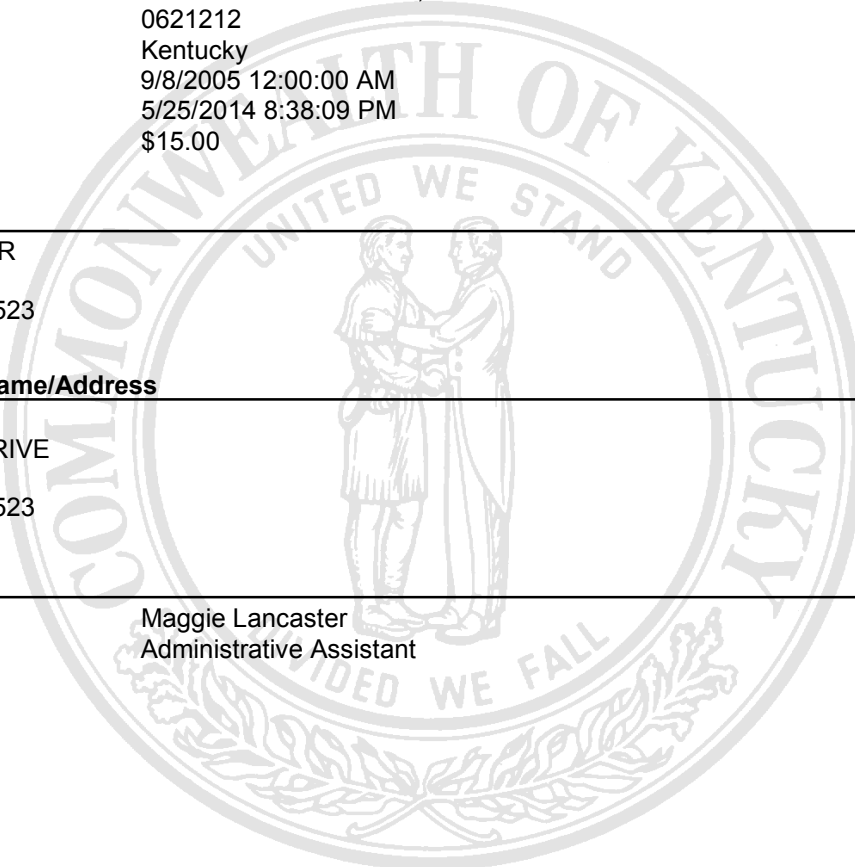 0621212
Kentucky
9/8/2005 12:00:00 AM
5/25/2014 8:38:09 PM
$15.00
COMMONWEALTH OF KENTUCKY
UNITED WE STAND
R
523
ame/Address
RIVE
523
Maggie Lancaster
Administrative Assistant
DIVIDED WE FALL